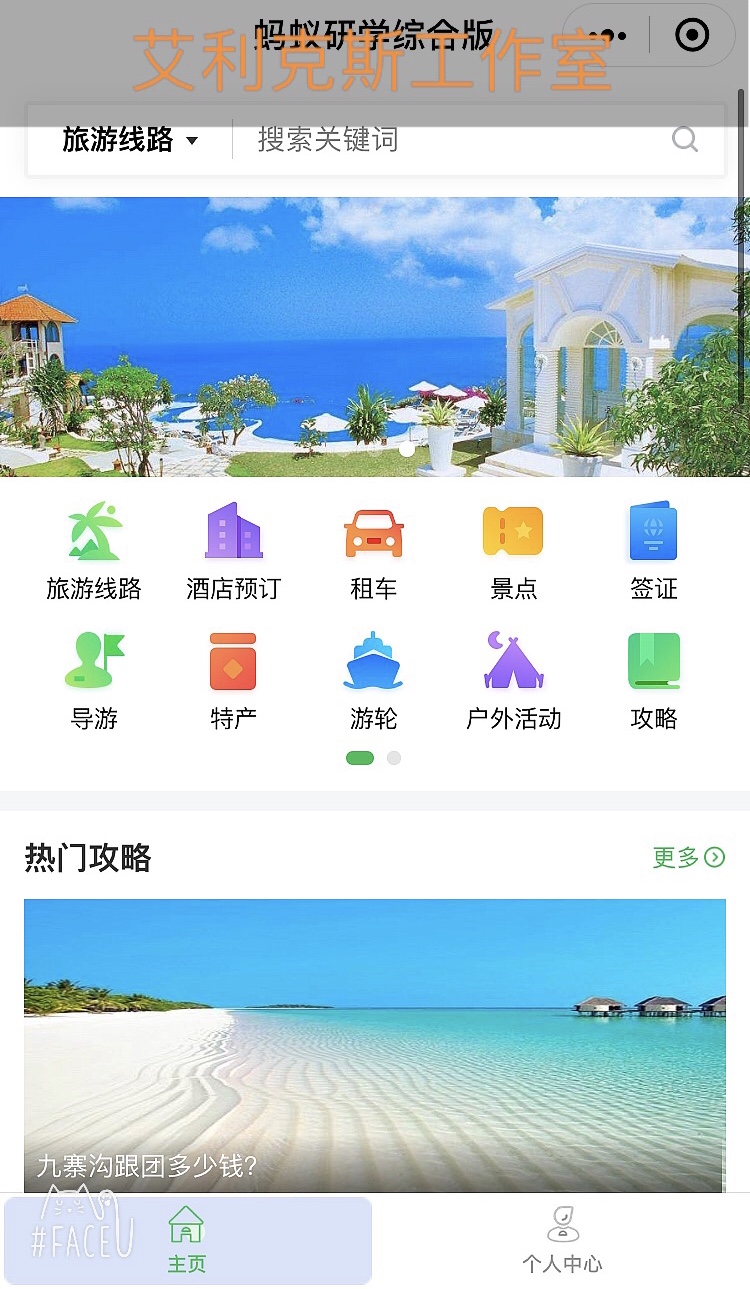 蚂蚁研学综合版
艾利克斯工作室
旅游线路 搜索关键词
旅游线路 酒店预订 租车 景点 签证
导游 特产 游轮 户外活动 攻略
热门攻略 更多
九寨沟跟团多少钱?
#FACEU
主页 个人中心